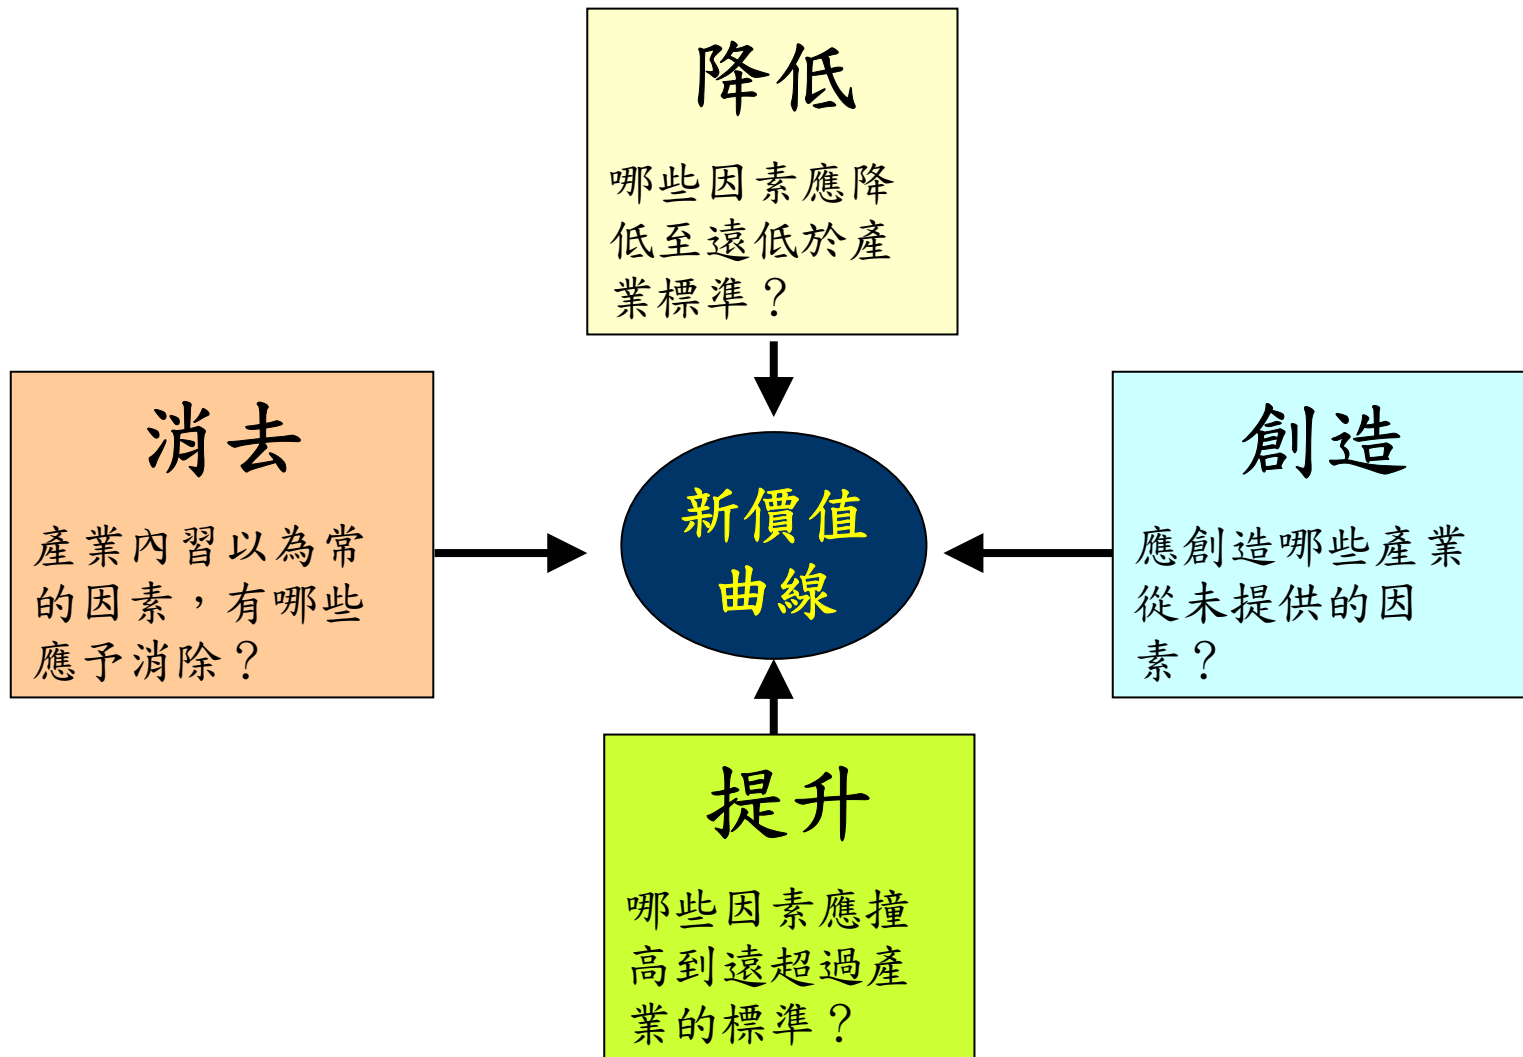 降低
哪些因素應降
低至遠低於產
業標準？
消去
產業內習以為常
的因素，有哪些
應予消除？
新價值
曲線
創造
應創造哪些產業
從未提供的因
素？
提升
哪些因素應撞
高到遠超過產
業的標準？